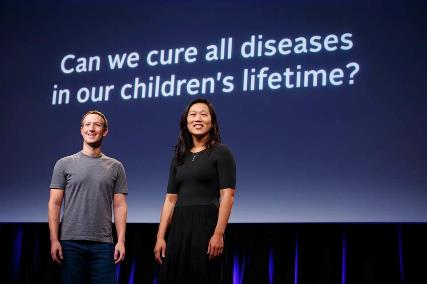 Can we cure all diseases
in our children's lifetime?